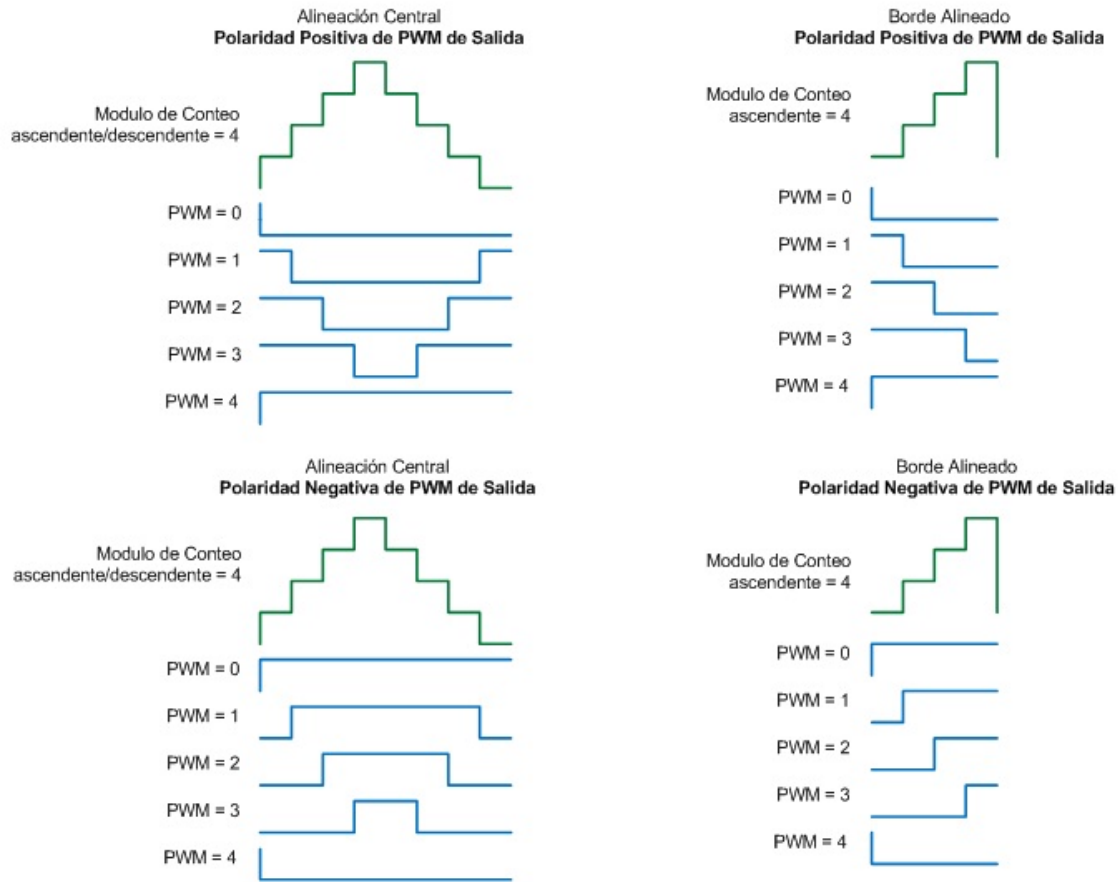 Alineación Central
Polaridad Positiva de PWM de Salida
Modulo de Conteo
ascendente/descendente = 4
PWM = 0
PWM = 1
PWM = 2
PWM = 3
PWM = 4
Borde Alineado
Polaridad Positiva de PWM de Salida
Modulo de Conteo
ascendente = 4
PWM = 0
PWM = 1
PWM = 2
PWM = 3
PWM = 4
Alineación Central
Polaridad Negativa de PWM de Salida
Modulo de Conteo
ascendente/descendente = 4
PWM = 0
PWM = 1
PWM = 2
PWM = 3
PWM = 4
Borde Alineado
Polaridad Negativa de PWM de Salida
Modulo de Conteo
ascendente = 4
PWM = 0
PWM = 1
PWM = 2
PWM = 3
PWM = 4